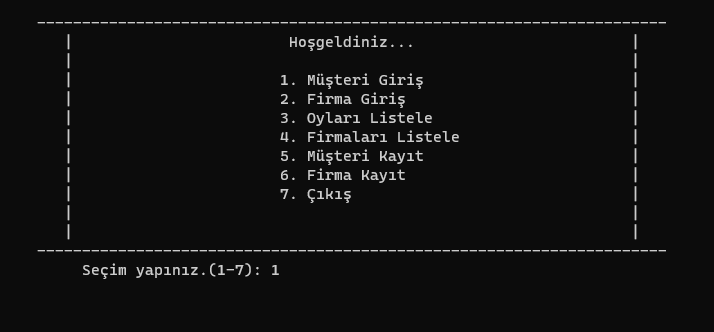 Hoşgeldiniz...
1. Müşteri Giriş
2. Firma Giriş
3. Oyları Listele
4. Firmaları Listele
5. Müşteri Kayıt
6. Firma Kayıt
7. Çıkış
Seçim yapınız.(1-7): 1